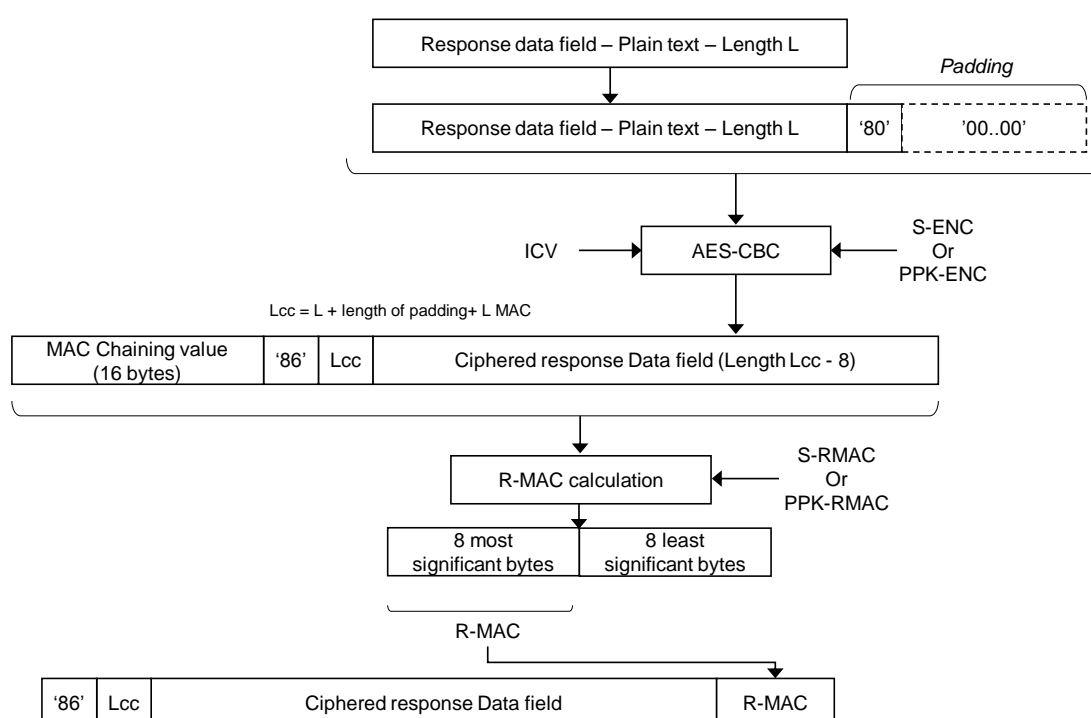 Response data field – Plain text – Length L
Padding
Response data field – Plain text – Length L
‘80’
’00..00’
ICV
AES-CBC
S-ENC
Or
PPK-ENC
Lcc = L + length of padding+ L MAC
MAC Chaining value
(16 bytes)
‘86’
Lcc
Ciphered response Data field (Length Lcc - 8)
R-MAC calculation
S-RMAC
Or
PPK-RMAC
8 most
significant bytes
8 least
significant bytes
R-MAC
‘86’
Lcc
Ciphered response Data field
R-MAC